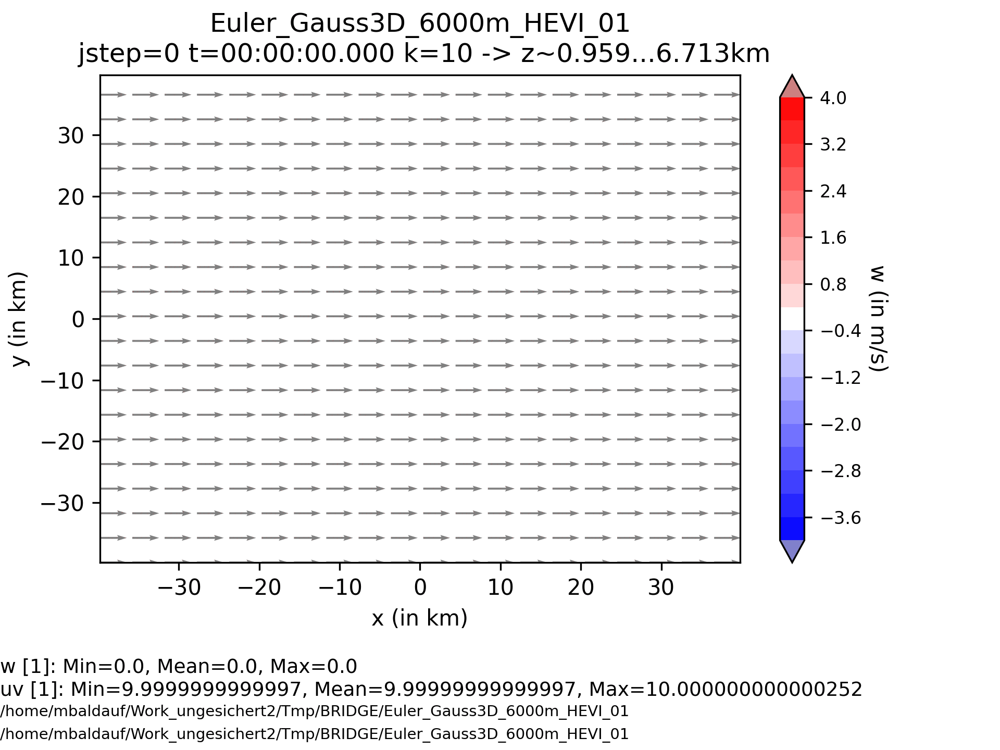 Euler_Gauss3D_6000m_HEVI_01
jstep=0 t=00:00:00.000 k=10 -> z~0.959...6.713km
30
20
10
0
−10
−20
−30
y (in km)
−30 −20 −10 0 10 20 30
x (in km)
4.0
3.2
2.4
1.6
0.8
−0.4
−1.2
−2.0
−2.8
−3.6
w (in m/s)
w [1]: Min=0.0, Mean=0.0, Max=0.0
uv [1]: Min=9.9999999999997, Mean=9.99999999999997, Max=10.000000000000252
/home/mbaldauf/Work_ungesichert2/Tmp/BRIDGE/Euler_Gauss3D_6000m_HEVI_01
/home/mbaldauf/Work_ungesichert2/Tmp/BRIDGE/Euler_Gauss3D_6000m_HEVI_01